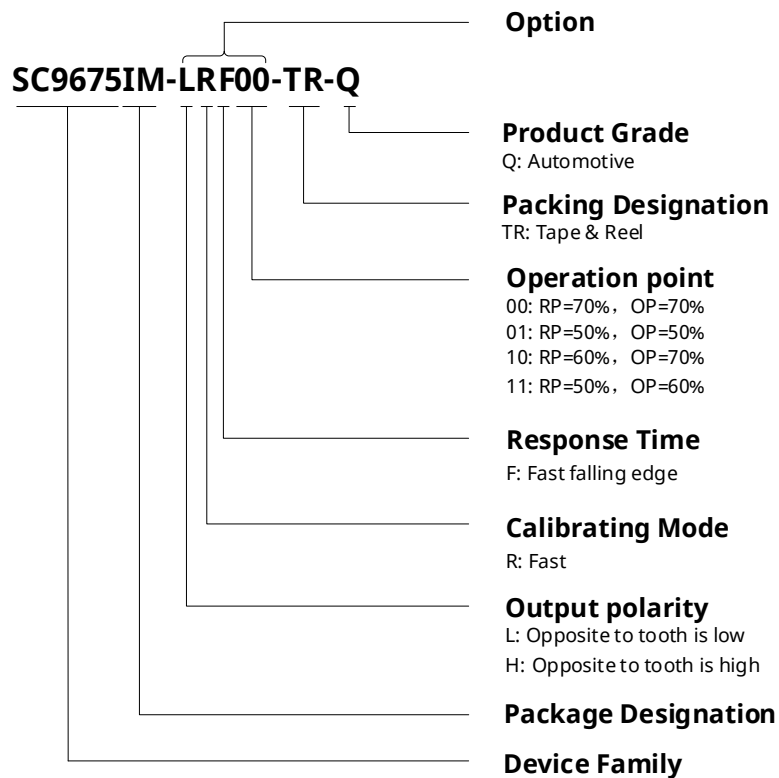 Option
SC9675IM-LRF00-TR-Q
Product Grade
Q: Automotive
Packing Designation
TR: Tape & Reel
Operation point
00: RP=70%，OP=70%
01: RP=50%，OP=50%
10: RP=60%，OP=70%
11: RP=50%，OP=60%
Response Time
F: Fast falling edge
Calibrating Mode
R: Fast
Output polarity
L: Opposite to tooth is low
H: Opposite to tooth is high
Package Designation
Device Family